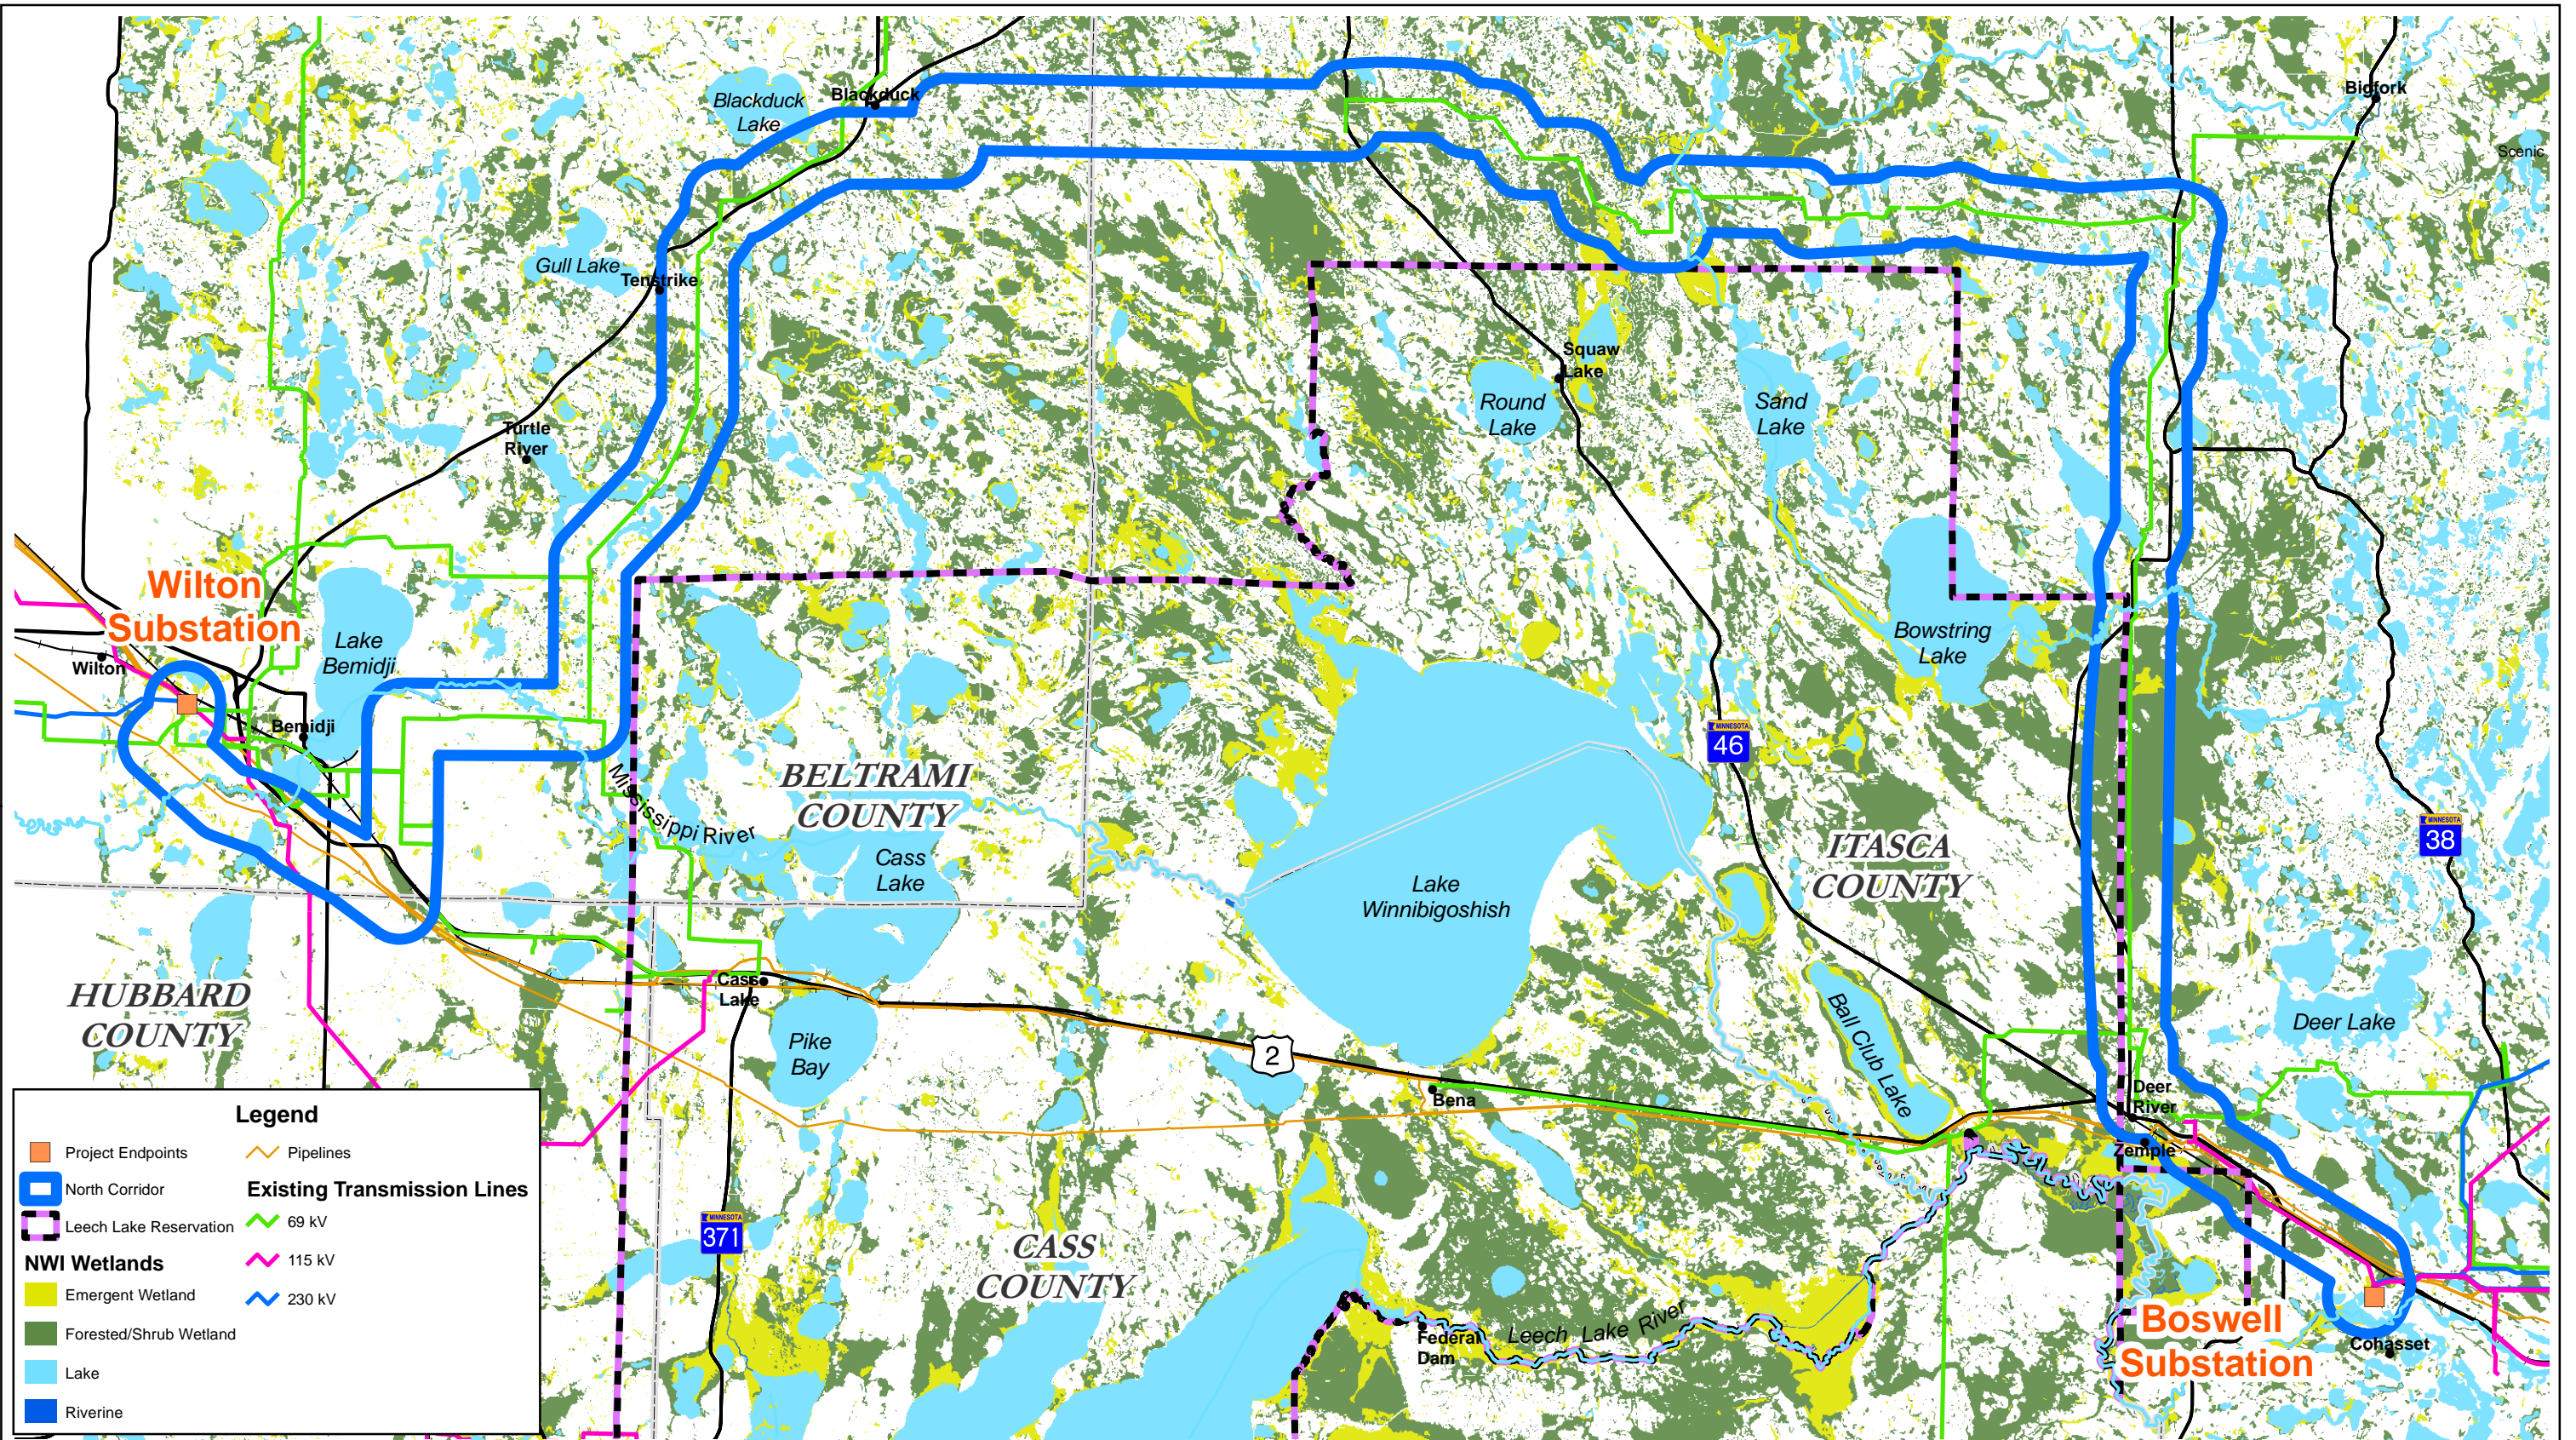 Blackduck
Lake
Blackduck
Bigfork
Scenic
Gull Lake
Tenstrike
Squaw
Lake
Round
Lake
Sand
Lake
Turtle
River
Wilton
Substation
Wilton
Lake
Bemidji
Bemidji
Bowstring
Lake
MINNESOTA
46
BELTRAMI
COUNTY
Mississippi River
Cass
Lake
Lake
Winnibigoshish
ITASCA
COUNTY
MINNESOTA
38
HUBBARD
COUNTY
Cass
Lake
Pike
Bay
2
Ball Club Lake
Deer Lake
Bena
Deer
River
Zemple
MINNESOTA
371
CASS
COUNTY
Federal
Dam
Leech Lake River
Boswell
Substation
Cohasset
Legend
Project Endpoints
North Corridor
Leech Lake Reservation
NWI Wetlands
Emergent Wetland
Forested/Shrub Wetland
Lake
Riverine
Pipelines
Existing Transmission Lines
69 kV
115 kV
230 kV